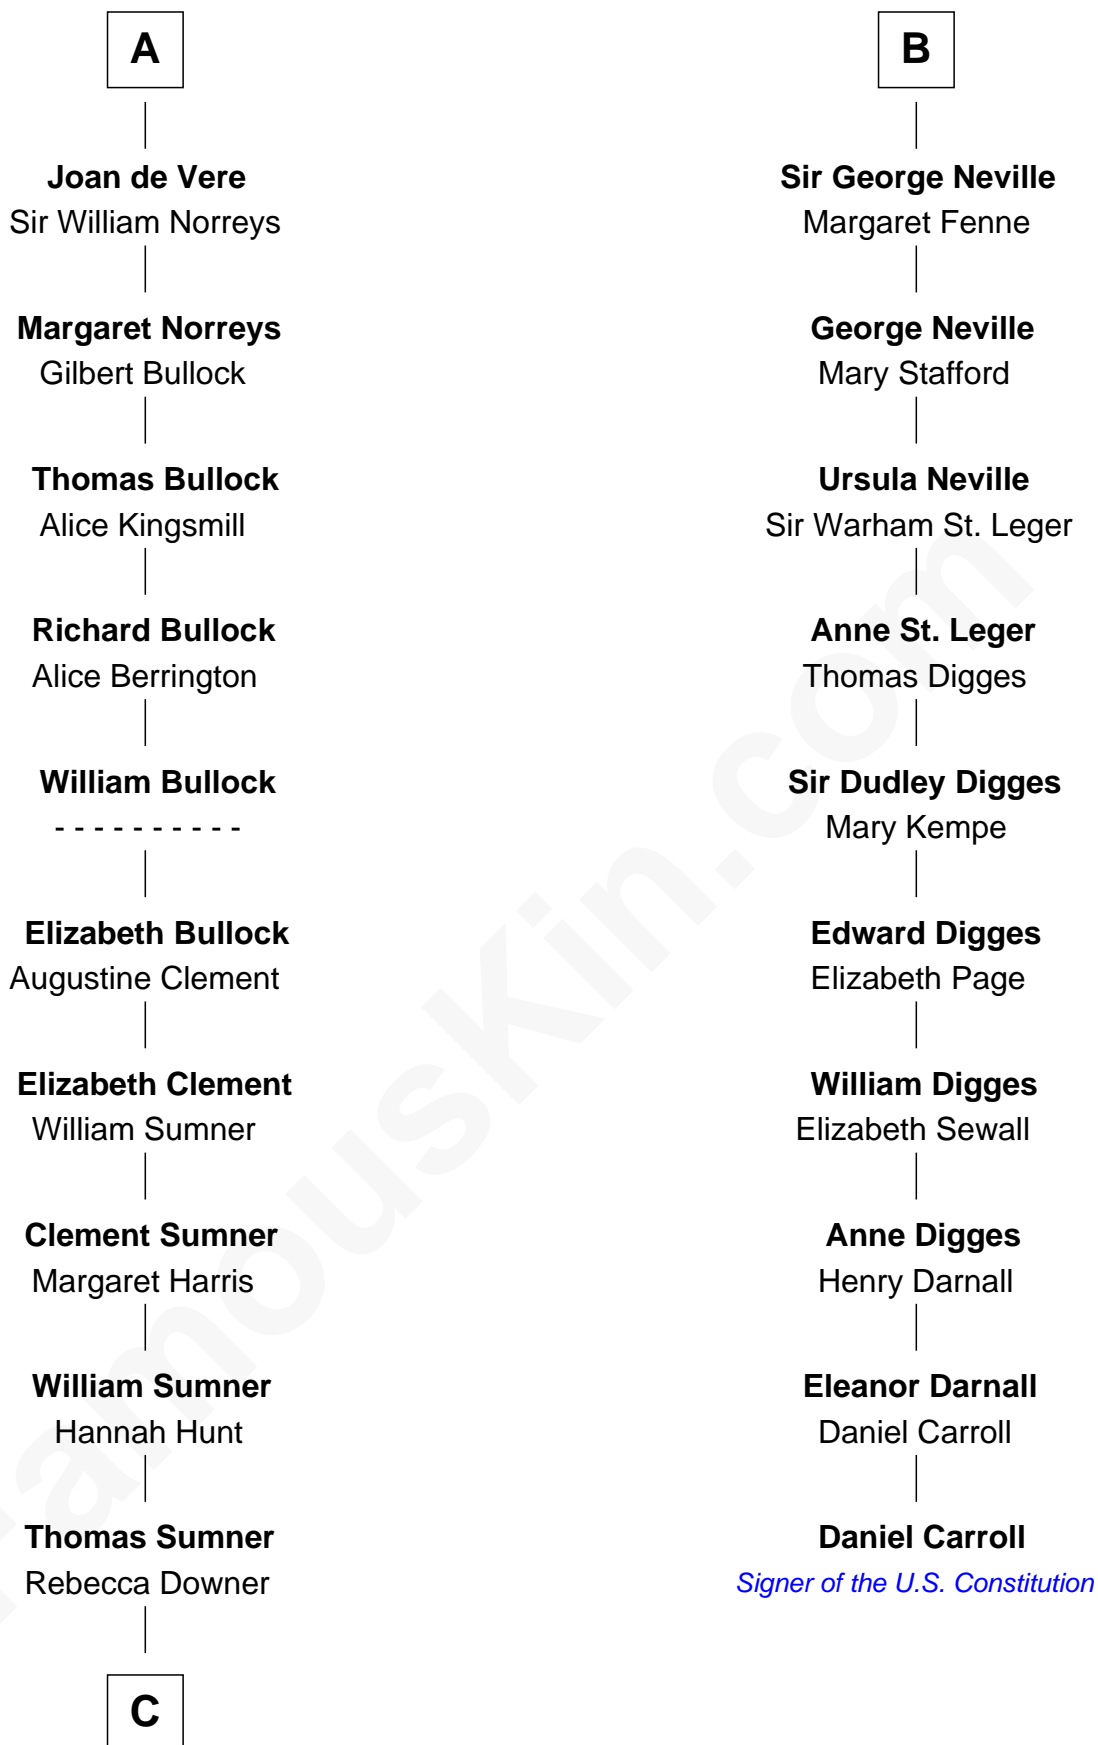 A
Joan de Vere
Sir William Norreys
Margaret Norreys
Gilbert Bullock
Thomas Bullock
Alice Kingsmill
Richard Bullock
Alice Berrington
William Bullock
- - - - - - - - - -
Elizabeth Bullock
Augustine Clement
Elizabeth Clement
William Sumner
Clement Sumner
Margaret Harris
William Sumner
Hannah Hunt
Thomas Sumner
Rebecca Downer
C
B
Sir George Neville
Margaret Fenne
George Neville
Mary Stafford
Ursula Neville
Sir Warham St. Leger
Anne St. Leger
Thomas Digges
Sir Dudley Digges
Mary Kempe
Edward Digges
Elizabeth Page
William Digges
Elizabeth Sewall
Anne Digges
Henry Darnall
Eleanor Darnall
Daniel Carroll
Daniel Carroll
Signer of the U.S. Constitution
FamousKin.com